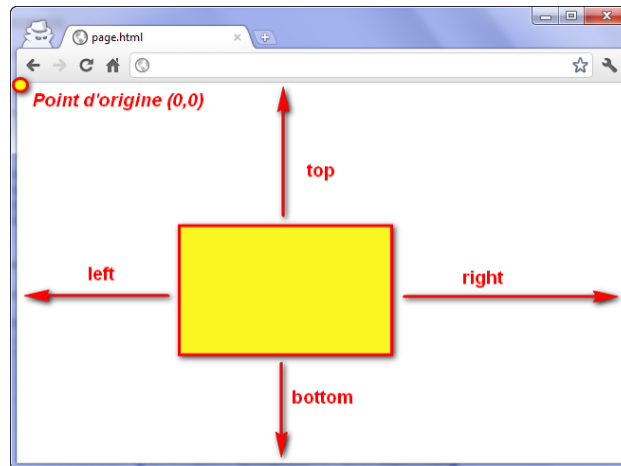 page.html
Point d'origine (0,0)
top
left
right
bottom